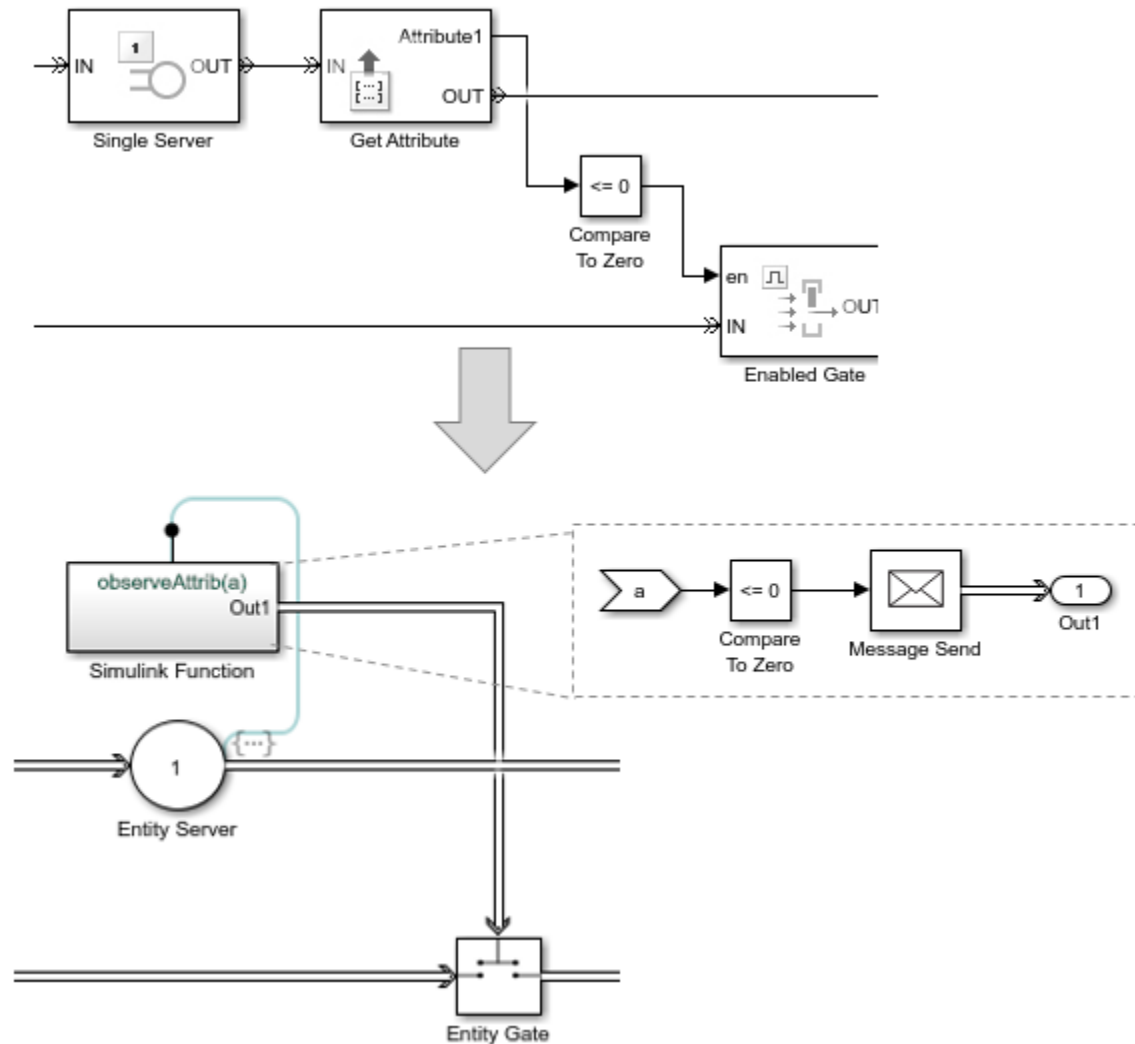 Attribute1
1
IN
OUT
IN
[...]
OUT
Single Server
Get Attribute
<= 0
Compare
To Zero
en
OUT
IN
Enabled Gate
observeAttrib(a)
Out1
Simulink Function
a
<= 0
1
Compare
To Zero
Message Send
Out1
{...}
1
Entity Server
Entity Gate